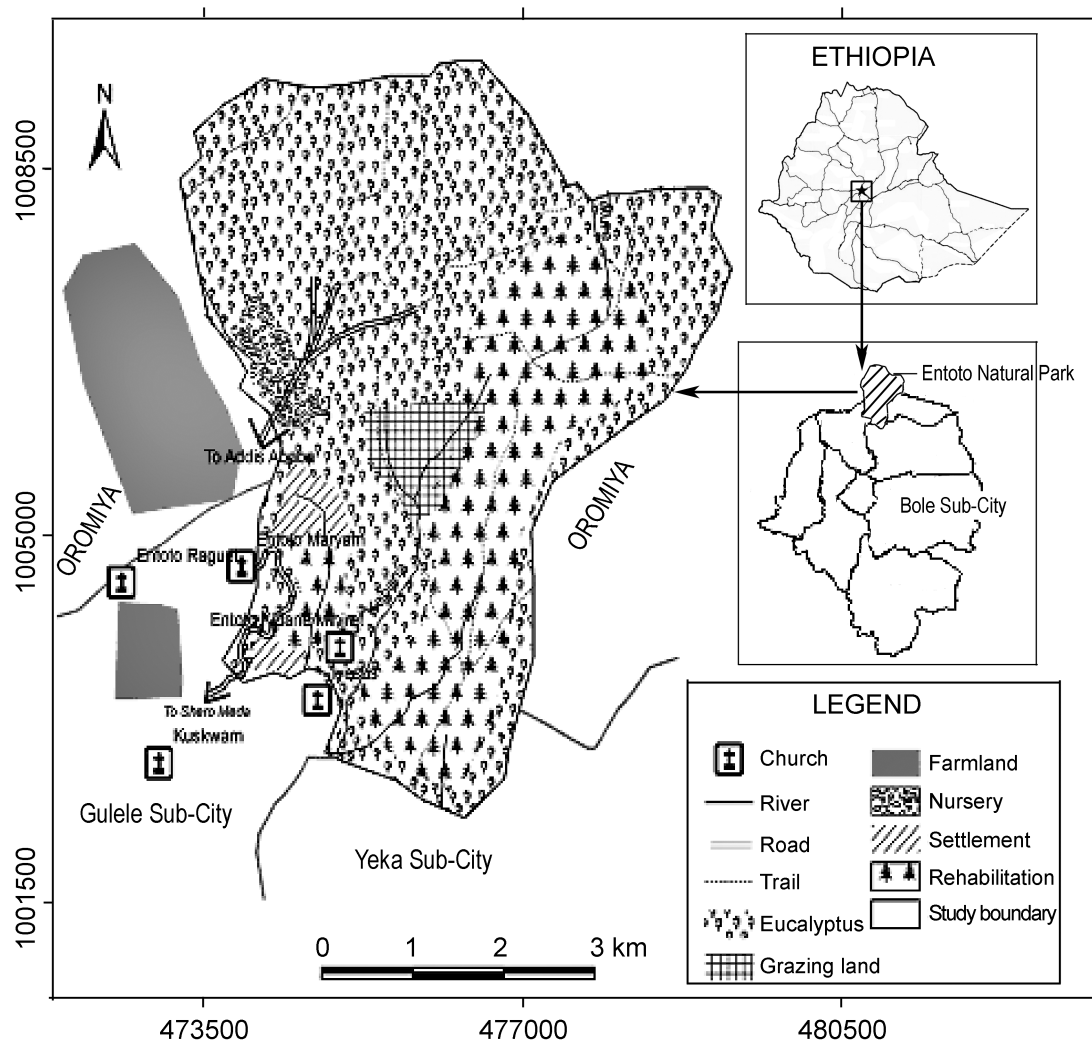 ETHIOPIA
N
1008500
Entoto Natural Park
To Addis Ababa
OROMIYA
OROMIYA
Bole Sub-City
1005000
Entoto Maryam
Entoto Raguel
To Shero Meda
Kuskwam
LEGEND
Church
Farmland
River
Nursery
Road
Settlement
Trail
Rehabilitation
Eucalyptus
Study boundary
Grazing land
Gulele Sub-City
Yeka Sub-City
1001500
0 1 2 3 km
473500 477000 480500